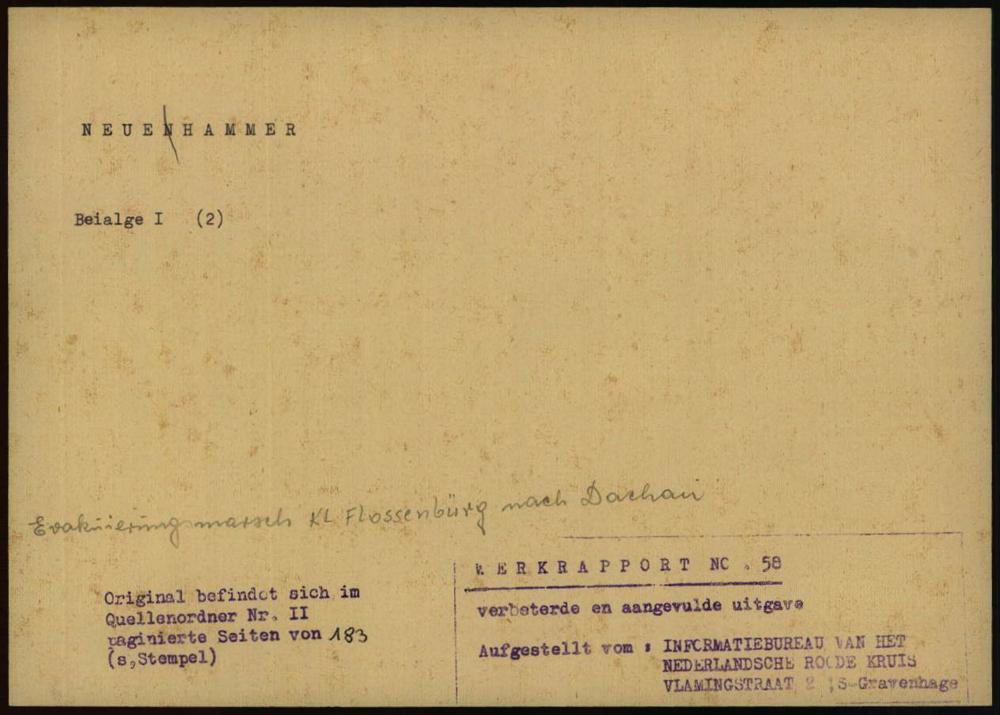 NEUENHAMMER
Beialge I (2)
Evakuierungsmarsch KL Flossenbürg nach Dachau
Original befindet sich im
Quellenordner Nr. II
paginierte Seiten von 183
(s,Stempel)
WERKRAPPORT NO. 58
verbeterde en aangevulde uitgave
Aufgestellt vom : INFORMATIEBUREAU VAN HET
NEDERLANDSCHE ROODE KRUIS
VLAMINGSTRAAT 2 ;S-Gravenhage